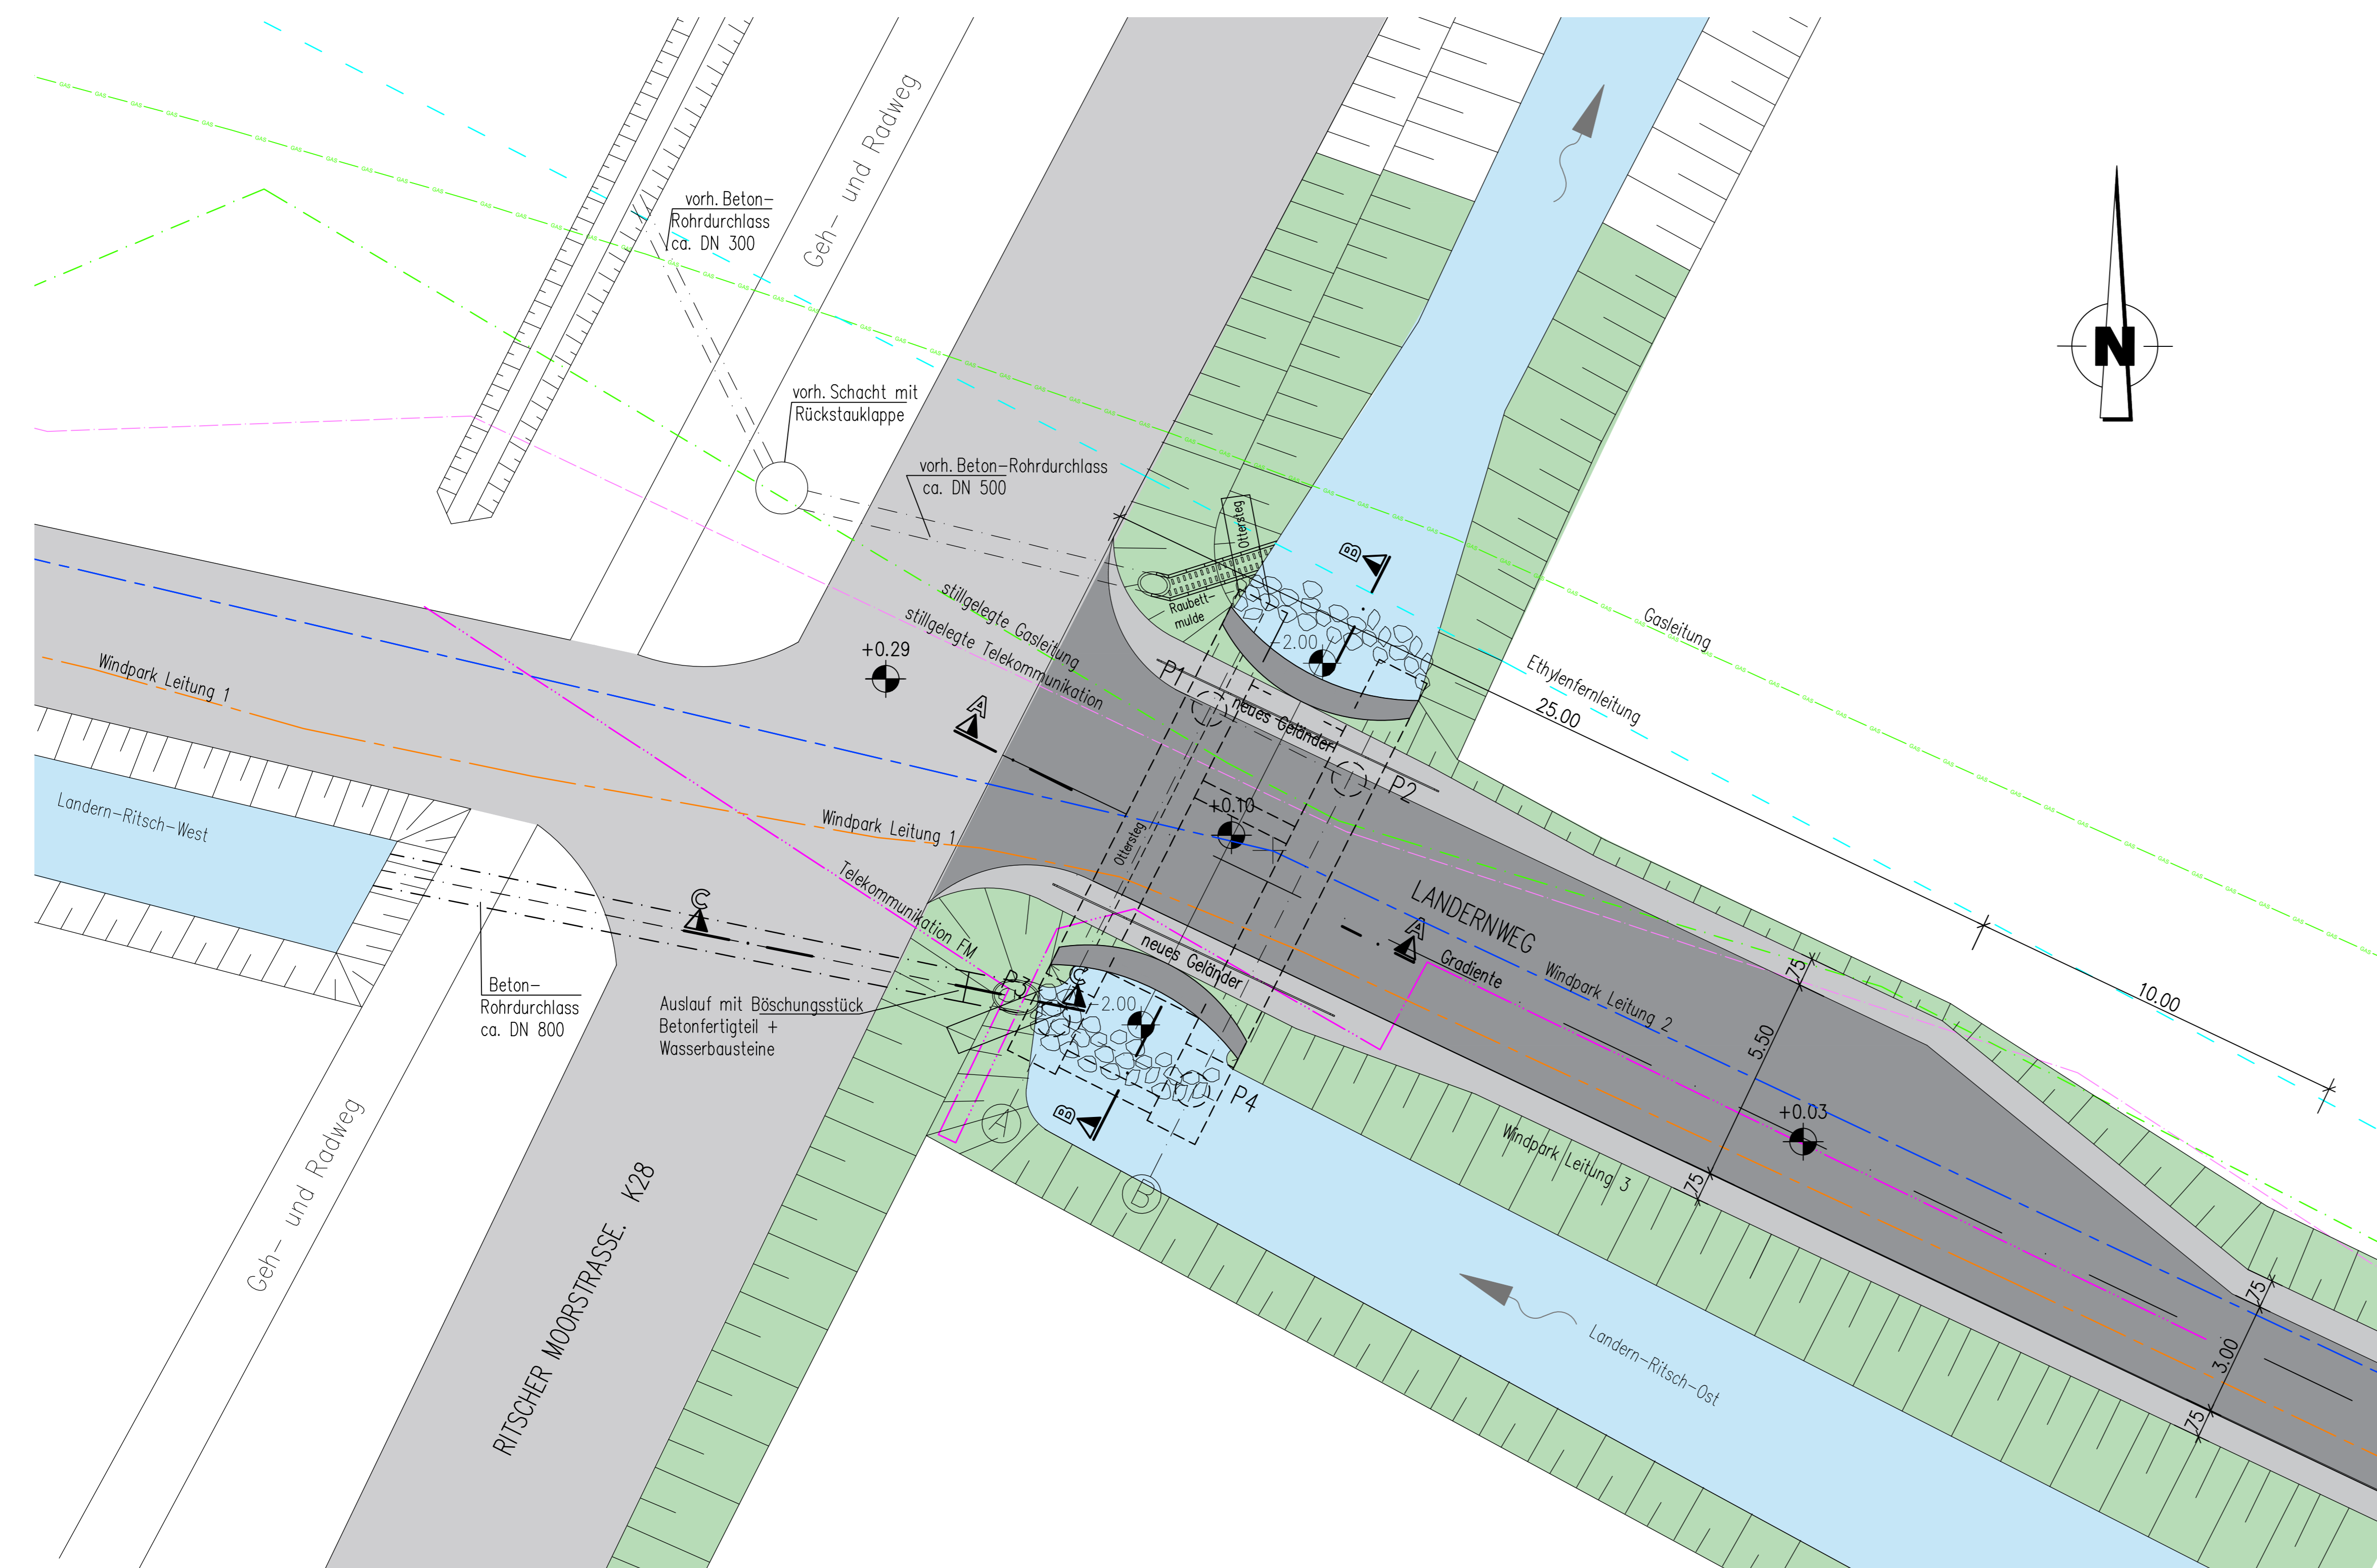 Geh- und Radweg
vorh. Beton-
Rohrdurchlass
ca. DN 300
vorh. Schacht mit
Rückstauklappe
vorh. Beton-Rohrdurchlass
ca. DN 500
N
Ottersteg
B
Raubett-
mulde
-2.00
stillgelegte Gasleitung
stillgelegte Telekommunikation
Gasleitung
Ethylenfernleitung
25.00
+0.29
A
P1
neues Geländer
P2
Windpark Leitung 1
Landern-Ritsch-West
Windpark Leitung 1
+0.10
Ottersteg
Telekommunikation FM
C
LANDERNWEG
A
Gradiente
Windpark Leitung 2
neues Geländer
P3
C
-2.00
Beton-
Rohrdurchlass
ca. DN 800
Auslauf mit Böschungsstück
Betonfertigteil +
Wasserbausteine
75
5.50
75
10.00
+0.03
P4
B
A
B
Windpark Leitung 3
Geh- und Radweg
RITSCHER MOORSTRASSE. K28
Landern-Ritsch-Ost
75
3.00
75
GAS